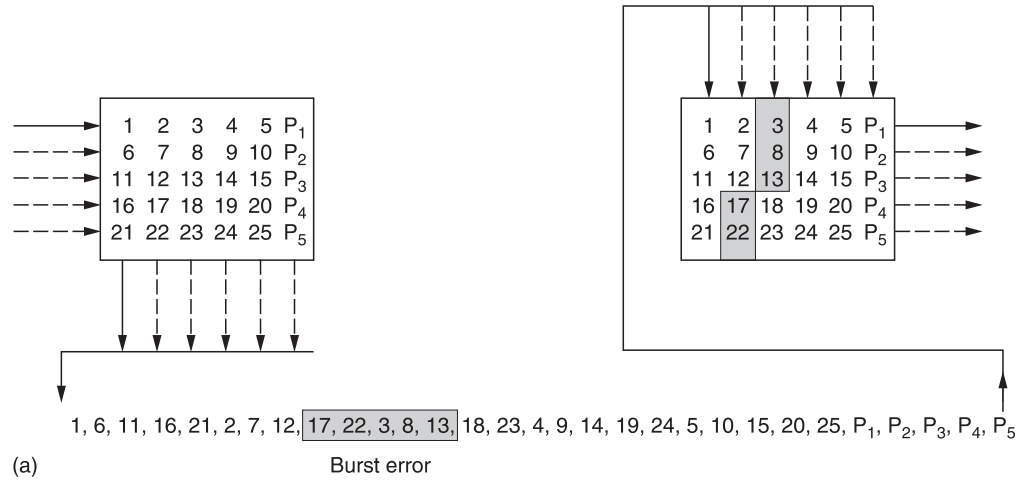 1 2 3 4 5 P1
6 7 8 9 10 P2
11 12 13 14 15 P3
16 17 18 19 20 P4
21 22 23 24 25 P5
1 2 3 4 5 P1
6 7 8 9 10 P2
11 12 13 14 15 P3
16 17 18 19 20 P4
21 22 23 24 25 P5
1, 6, 11, 16, 21, 2, 7, 12, 17, 22, 3, 8, 13, 18, 23, 4, 9, 14, 19, 24, 5, 10, 15, 20, 25, P1, P2, P3, P4, P5
(a) Burst error